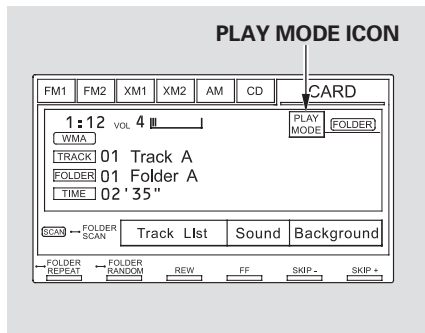 PLAY MODE ICON
FM1 FM2 XM1 XM2 AM CD CARD
1:12 VOL 4 PLAY MODE FOLDER
WMA
TRACK 01 Track A
FOLDER 01 Folder A
TIME 02'35"
SCAN FOLDER SCAN Track LIst Sound Background
FOLDER REPEAT FOLDER RANDOM REW FF SKIP - SKIP +